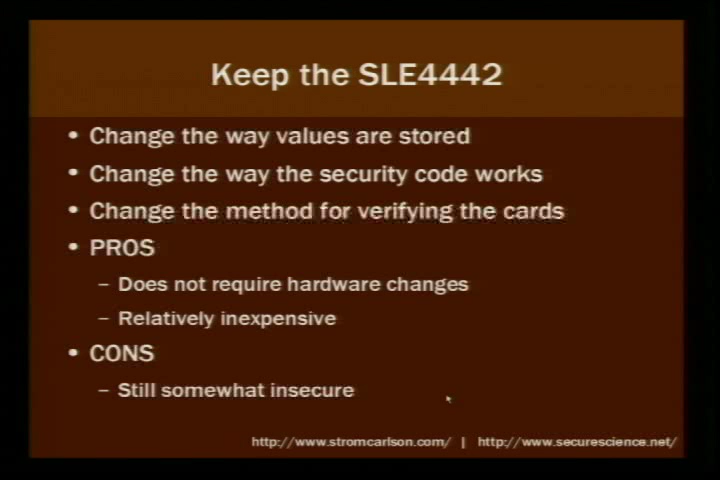 Keep the SLE4442
• Change the way values are stored
• Change the way the security code works
• Change the method for verifying the cards
• PROS
– Does not require hardware changes
– Relatively inexpensive
• CONS
– Still somewhat insecure
http://www.stromcarlson.com/ | http://www.securescience.net/